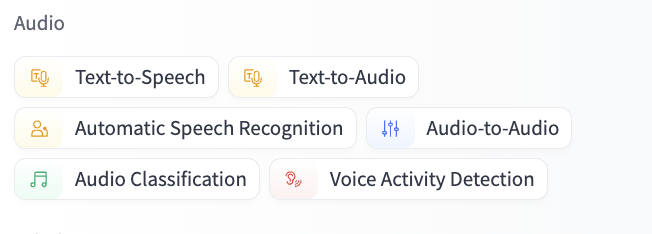 Audio
Text-to-Speech Text-to-Audio
Automatic Speech Recognition Audio-to-Audio
Audio Classification Voice Activity Detection